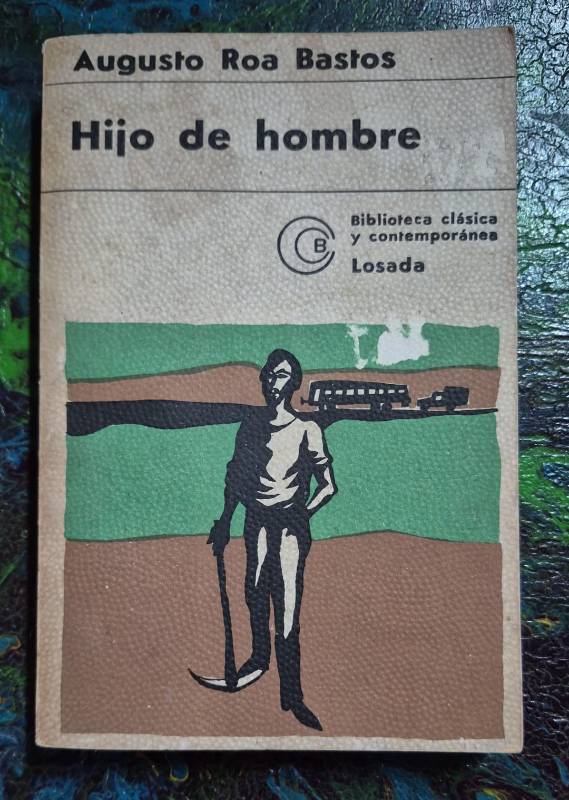 Augusto Roa Bastos
Hijo de hombre
B
Biblioteca clásica
y contemporánea
Losada